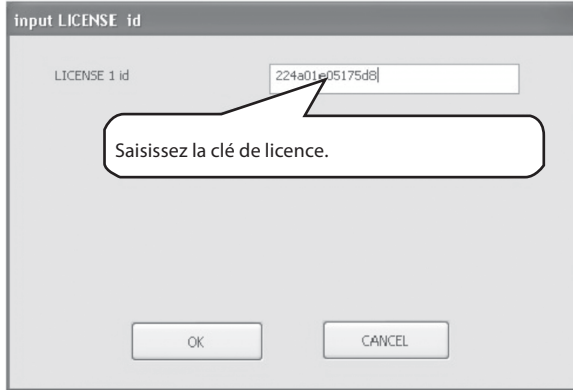 input LICENSE id
LICENSE 1 id 224a01e05175d8
Saisissez la clé de licence.
OK CANCEL